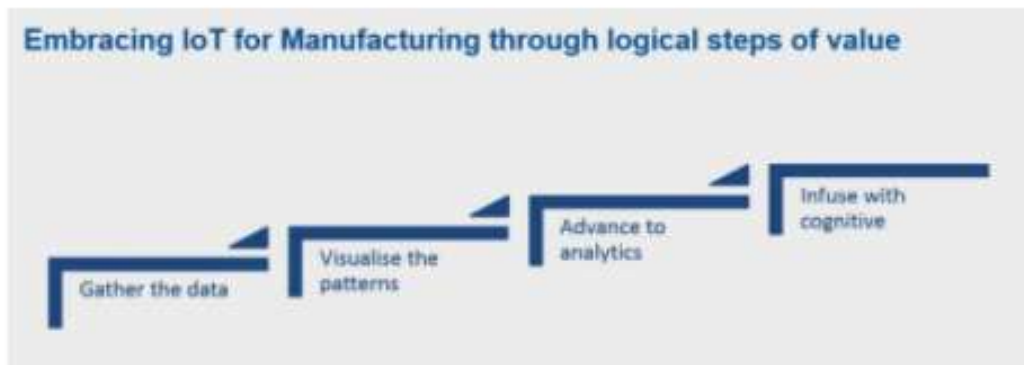 Embracing IoT for Manufacturing through logical steps of value
Gather the data
Visualise the
patterns
Advance to
analytics
Infuse with
cognitive